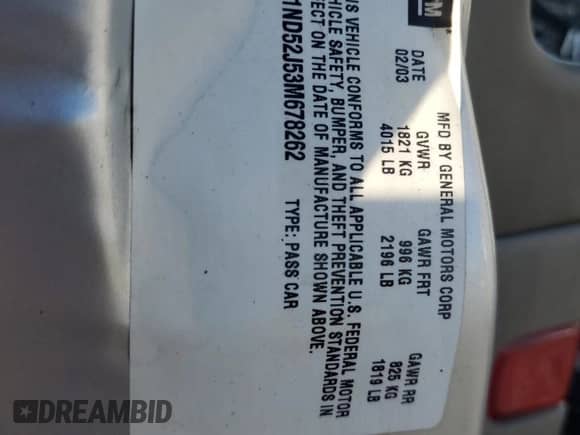 GM
MFD BY GENERAL MOTORS CORP
DATE GVWR GAWR FRT GAWR RR
02/03 1821 KG 996 KG 825 KG
4015 LB 2196 LB 1819 LB
VEHICLE CONFORMS TO ALL APPLICABLE U.S. FEDERAL MOTOR
VEHICLE SAFETY, BUMPER, AND THEFT PREVENTION STANDARDS IN
EFFECT ON THE DATE OF MANUFACTURE SHOWN ABOVE.
1ND52J53M678262 TYPE: PASS CAR
DREAMBID